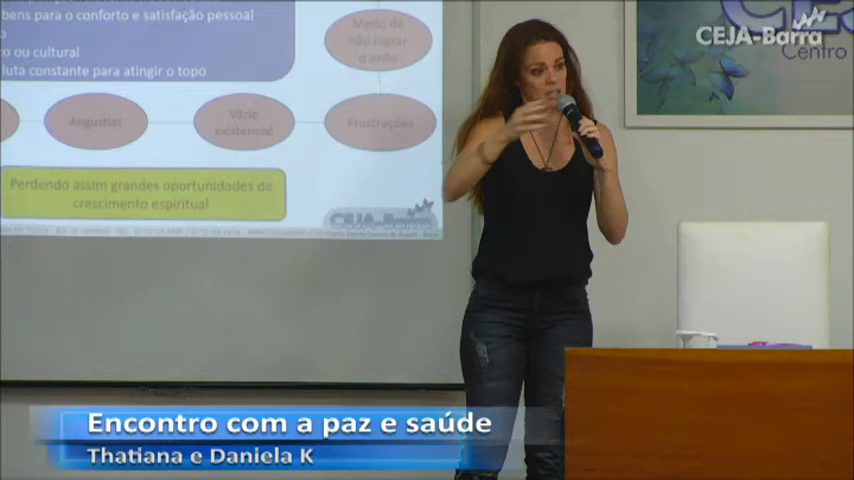 bens para o conforto e satisfação pessoal
o
co ou cultural
luta constante para atingir o topo
Medo de
não lograr
o êxito
Angustias
Vazio
existencial
Frustrações
Perdendo assim grandes oportunidades de
crescimento espiritual
CEJA-Barra
CEJA-Barra
Centro
Encontro com a paz e saúde
Thatiana e Daniela K